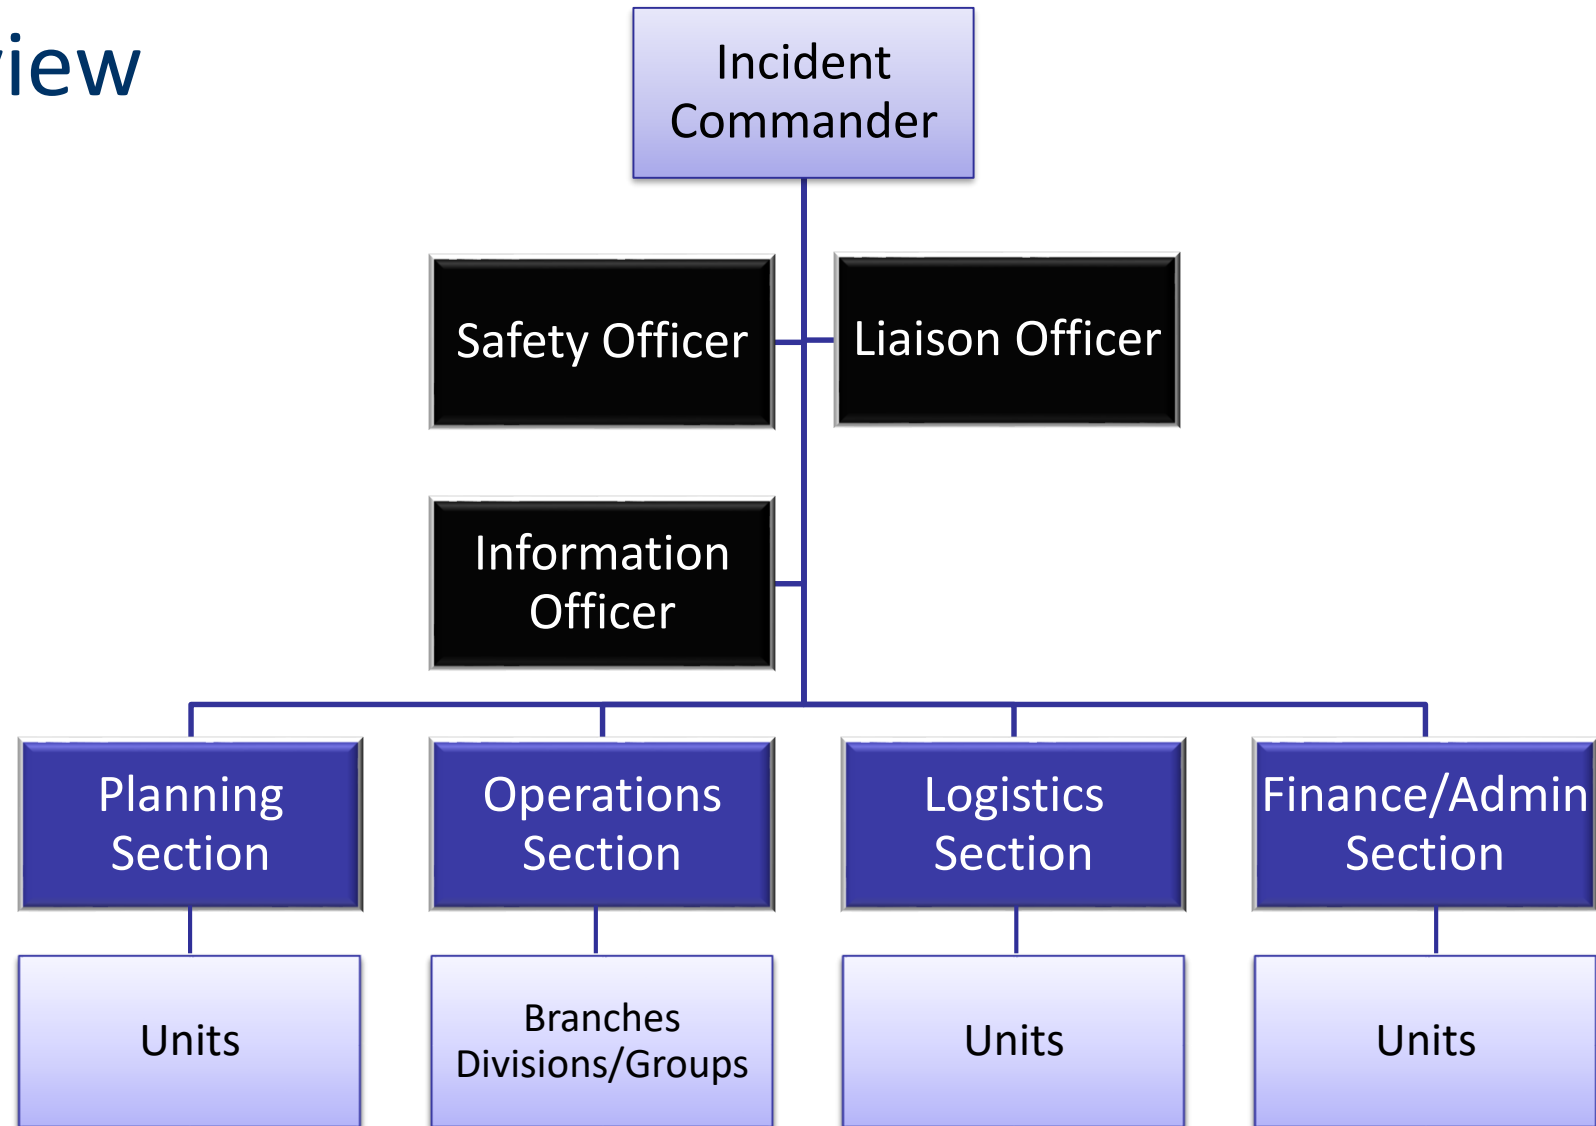 view
Incident
Commander
Safety Officer
Liaison Officer
Information
Officer
Planning
Section
Operations
Section
Logistics
Section
Finance/Admin
Section
Units
Branches
Divisions/Groups
Units
Units